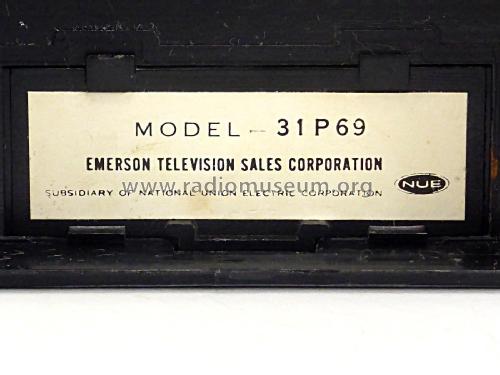 MODEL - 31P69
EMERSON TELEVISION SALES CORPORATION
www.radiomuseum.org
NUE
SUBSIDIARY OF NATIONAL UNION ELECTRIC CORPORATION